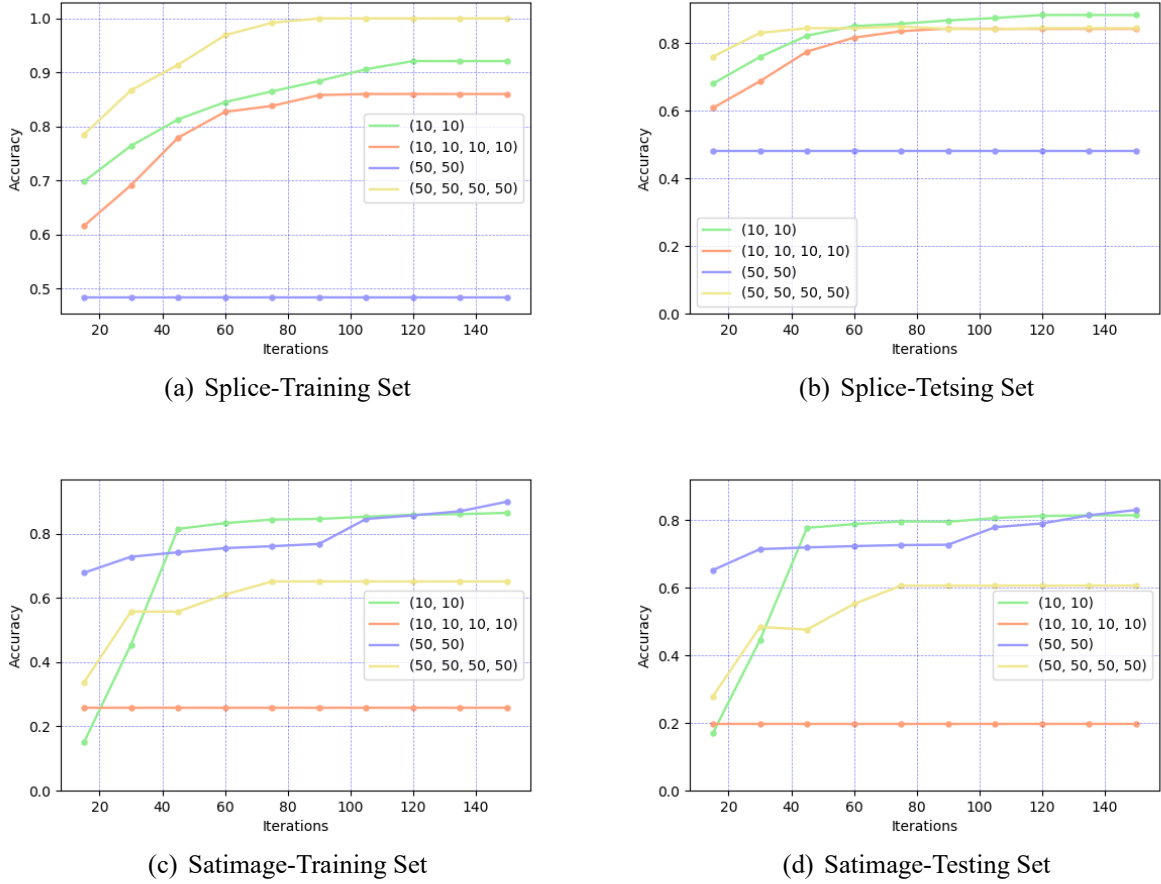 1.0
0.9
0.8
0.7
0.6
0.5
Accuracy
(10, 10)
(10, 10, 10, 10)
(50, 50)
(50, 50, 50, 50)
20 40 60 80 100 120 140
Iterations
(a) Splice-Training Set
0.8
0.6
0.4
0.2
0.0
Accuracy
(10, 10)
(10, 10, 10, 10)
(50, 50)
(50, 50, 50, 50)
20 40 60 80 100 120 140
Iterations
(b) Splice-Tetsing Set
0.8
0.6
0.4
0.2
0.0
Accuracy
(10, 10)
(10, 10, 10, 10)
(50, 50)
(50, 50, 50, 50)
20 40 60 80 100 120 140
Iterations
(c) Satimage-Training Set
0.8
0.6
0.4
0.2
0.0
Accuracy
(10, 10)
(10, 10, 10, 10)
(50, 50)
(50, 50, 50, 50)
20 40 60 80 100 120 140
Iterations
(d) Satimage-Testing Set